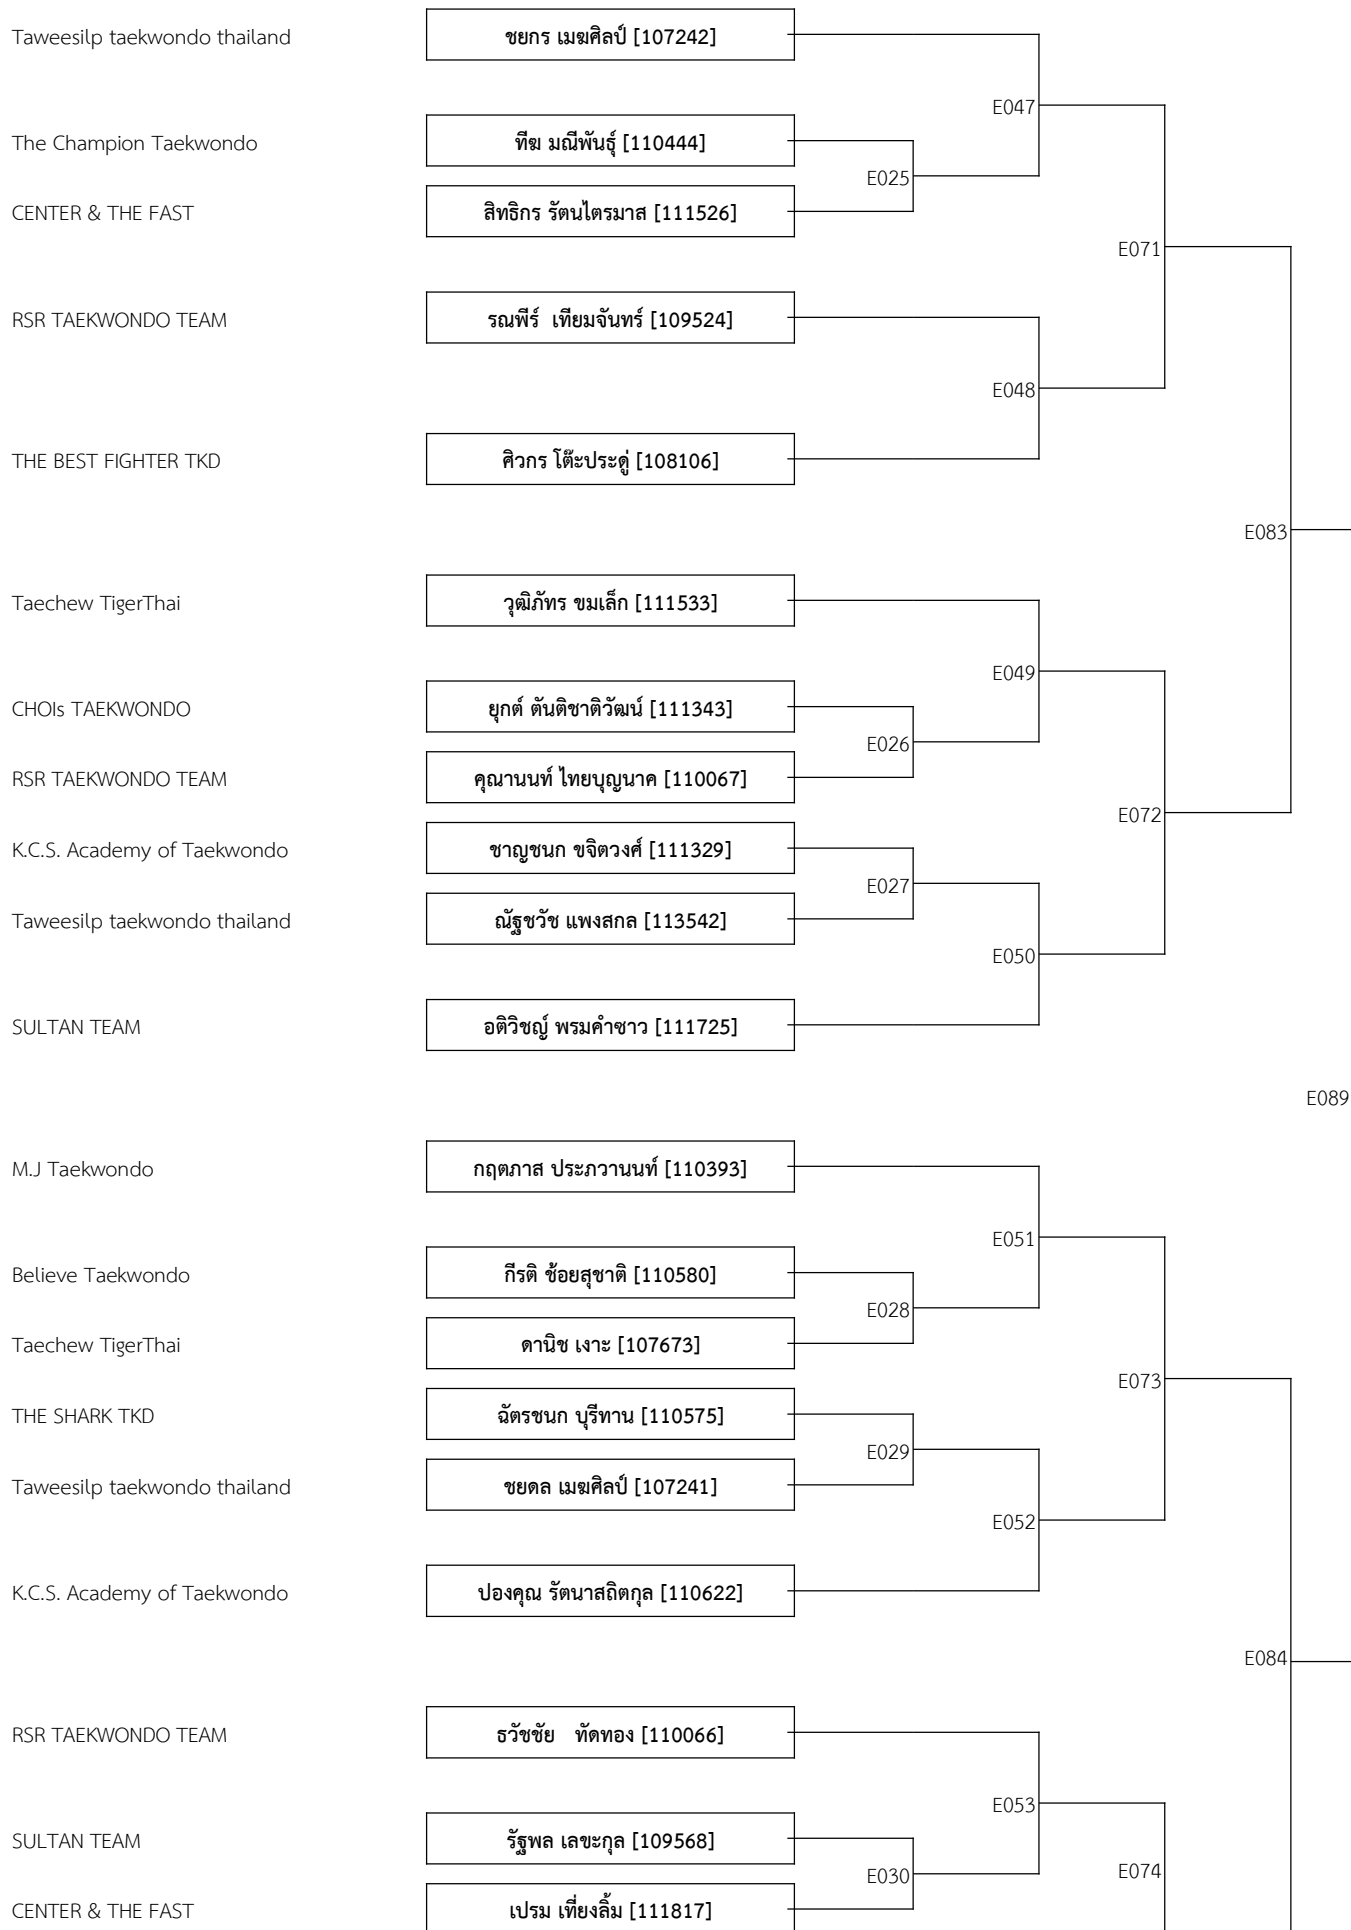 Taweesilp taekwondo thailand ชยกร เมฆศิลป์ [107242]
E047
The Champion Taekwondo ทีฆ มณีพันธุ์ [110444]
E025
CENTER & THE FAST สิทธิกร รัตนไตรมาส [111526]
E071
RSR TAEKWONDO TEAM รณพีร์ เทียมจันทร์ [109524]
E048
THE BEST FIGHTER TKD ศิวกร โต๊ะประดู่ [108106]
E083
Taechew TigerThai วุฒิภัทร ขมเล็ก [111533]
E049
CHOIs TAEKWONDO ยุกต์ ตันติชาติวัฒน์ [111343]
E026
RSR TAEKWONDO TEAM คุณานนท์ ไทยบุญนาค [110067]
E072
K.C.S. Academy of Taekwondo ชาญชนก ขจิตวงศ์ [111329]
E027
Taweesilp taekwondo thailand ณัฐชวัช แพงสกล [113542]
E050
SULTAN TEAM อติวิชญ์ พรมคำซาว [111725]
E089
M.J Taekwondo กฤตภาส ประภวานนท์ [110393]
E051
Believe Taekwondo กีรติ ช้อยสุชาติ [110580]
E028
Taechew TigerThai ดานิช เงาะ [107673]
E073
THE SHARK TKD ฉัตรชนก บุรีทาน [110575]
E029
Taweesilp taekwondo thailand ชยดล เมฆศิลป์ [107241]
E052
K.C.S. Academy of Taekwondo ปองคุณ รัตนาสถิตกุล [110622]
E084
RSR TAEKWONDO TEAM ธวัชชัย ทัดทอง [110066]
E053
SULTAN TEAM รัฐพล เลขะกุล [109568]
E030 E074
CENTER & THE FAST เปรม เที่ยงลิ้ม [111817]